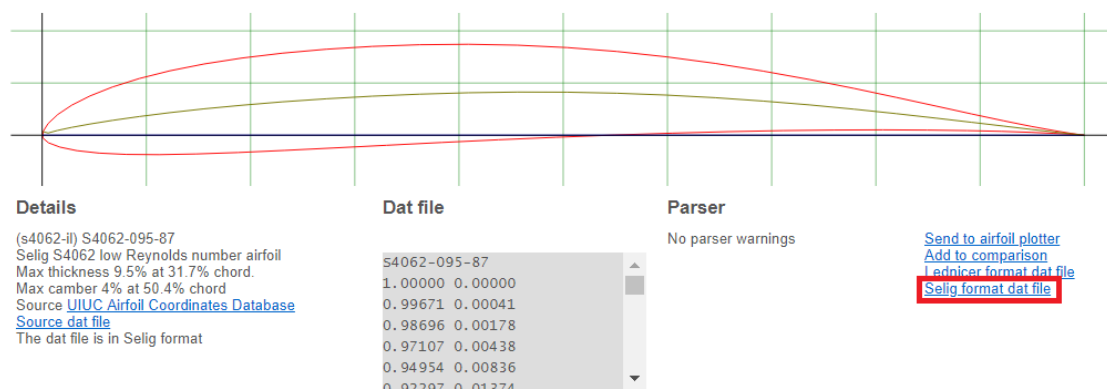 Details
(s4062-il) S4062-095-87
Selig S4062 low Reynolds number airfoil
Max thickness 9.5% at 31.7% chord.
Max camber 4% at 50.4% chord
Source UIUC Airfoil Coordinates Database
Source dat file
The dat file is in Selig format
Dat file
S4062-095-87
1.00000 0.00000
0.99671 0.00041
0.98696 0.00178
0.97107 0.00438
0.94954 0.00836
0.92297 0.01374
Parser
No parser warnings
Send to airfoil plotter
Add to comparison
Lednicer format dat file
Selig format dat file